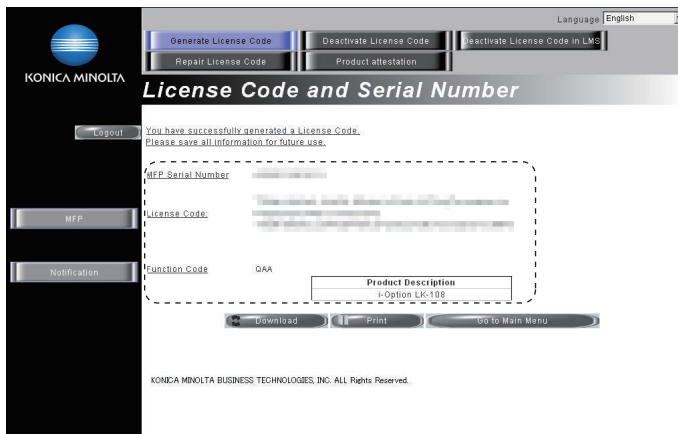 Language English
Generate License Code Deactivate License Code Deactivate License Code in LMS
Repair License Code Product attestation
KONICA MINOLTA
License Code and Serial Number
Logout
You have successfully generated a License Code.
Please save all information for future use.
MFP Serial Number
MFP
License Code:
Notification
Function Code QAA
Product Description
i-Option LK-108
Download Print Go to Main Menu
KONICA MINOLTA BUSINESS TECHNOLOGIES, INC. ALL Rights Reserved.